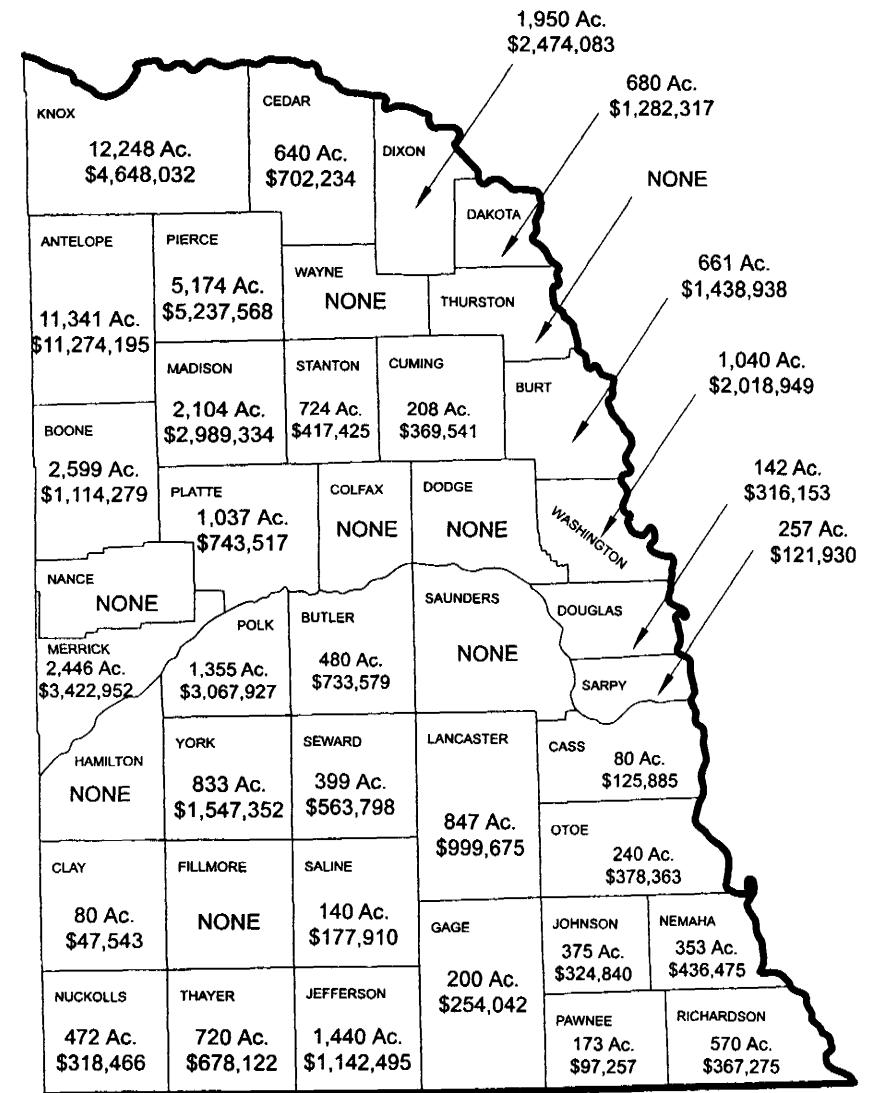 1,950 Ac.
$2,474,083
680 Ac.
$1,282,317
KNOX
12,248 Ac.
$4,648,032
CEDAR
640 Ac.
$702,234
DIXON
NONE
DAKOTA
ANTELOPE
11,341 Ac.
$11,274,195
PIERCE
5,174 Ac.
$5,237,568
WAYNE
NONE
THURSTON
661 Ac.
$1,438,938
MADISON
2,104 Ac.
$2,989,334
STANTON
724 Ac.
$417,425
CUMING
208 Ac.
$369,541
BURT
1,040 Ac.
$2,018,949
BOONE
2,599 Ac.
$1,114,279
PLATTE
1,037 Ac.
$743,517
COLFAX
NONE
DODGE
NONE
WASHINGTON
142 Ac.
$316,153
257 Ac.
$121,930
NANCE
NONE
MERRICK
2,446 Ac.
$3,422,952
POLK
1,355 Ac.
$3,067,927
BUTLER
480 Ac.
$733,579
SAUNDERS
NONE
DOUGLAS
SARPY
HAMILTON
NONE
YORK
833 Ac.
$1,547,352
SEWARD
399 Ac.
$563,798
LANCASTER
847 Ac.
$999,675
CASS
80 Ac.
$125,885
OTOE
240 Ac.
$378,363
CLAY
80 Ac.
$47,543
FILLMORE
NONE
SALINE
140 Ac.
$177,910
GAGE
200 Ac.
$254,042
JOHNSON
375 Ac.
$324,840
NEMAHA
353 Ac.
$436,475
NUCKOLLS
472 Ac.
$318,466
THAYER
720 Ac.
$678,122
JEFFERSON
1,440 Ac.
$1,142,495
PAWNEE
173 Ac.
$97,257
RICHARDSON
570 Ac.
$367,275